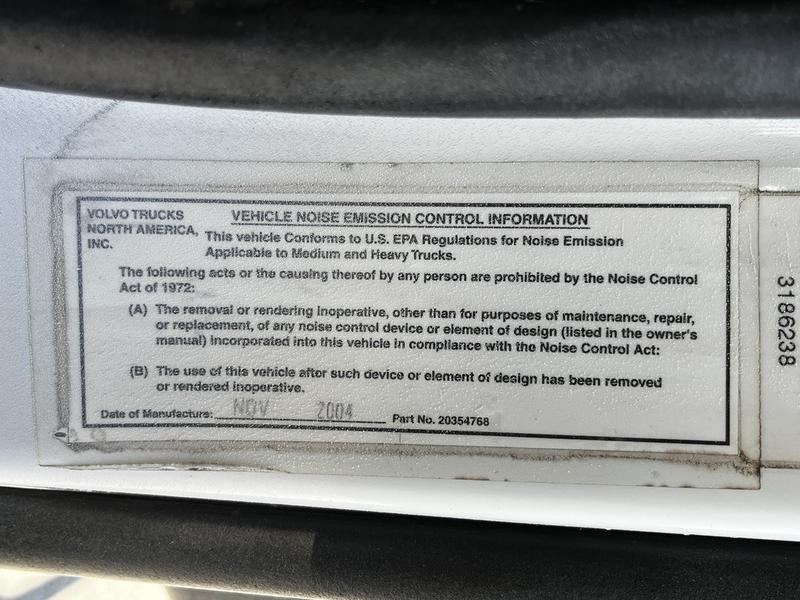 VOLVO TRUCKS
NORTH AMERICA,
INC.
VEHICLE NOISE EMISSION CONTROL INFORMATION
This vehicle Conforms to U.S. EPA Regulations for Noise Emission
Applicable to Medium and Heavy Trucks.
The following acts or the causing thereof by any person are prohibited by the Noise Control
Act of 1972:
(A) The removal or rendering inoperative, other than for purposes of maintenance, repair,
or replacement, of any noise control device or element of design (listed in the owner's
manual) incorporated into this vehicle in compliance with the Noise Control Act:
(B) The use of this vehicle after such device or element of design has been removed
or rendered inoperative.
Date of Manufacture: NOV 2004 Part No. 20354768
3186238